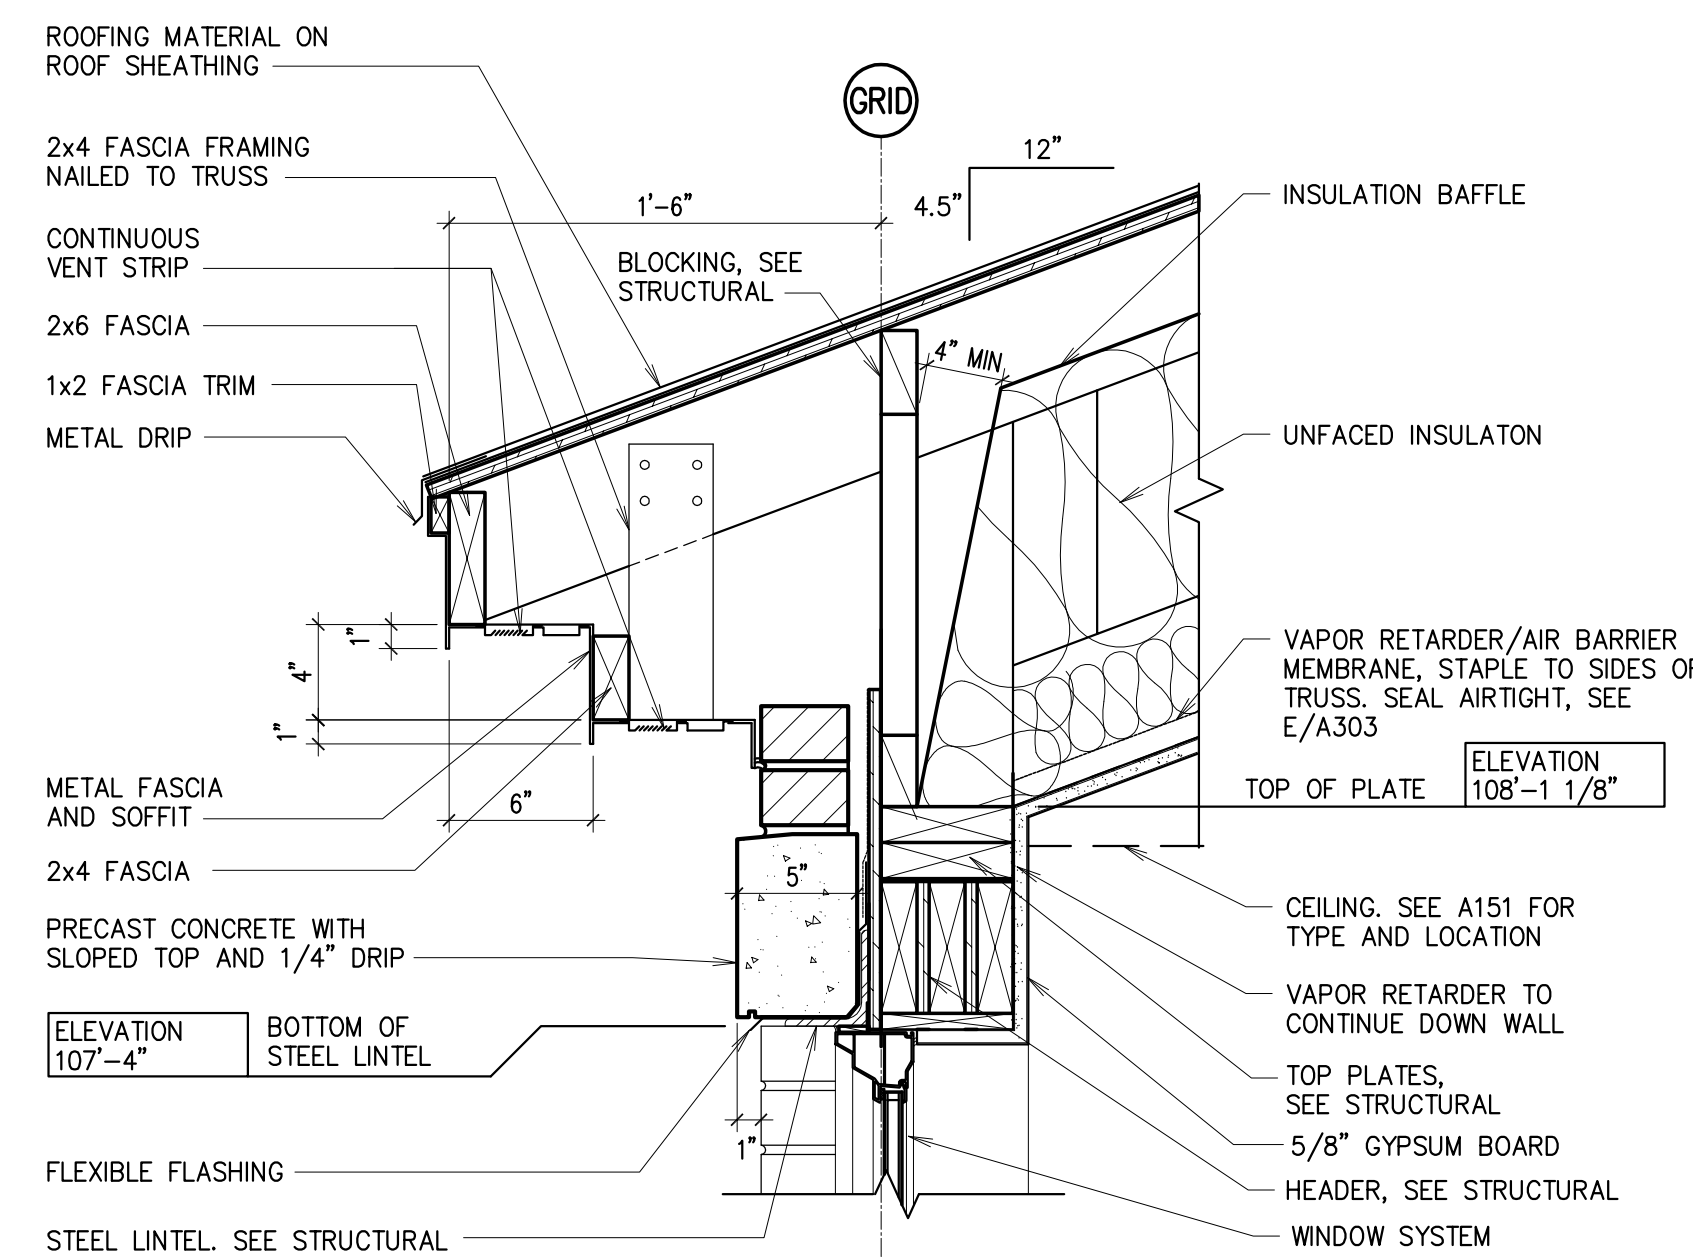 ROOFING MATERIAL ON
ROOF SHEATHING
2x4 FASCIA FRAMING
NAILED TO TRUSS
CONTINUOUS
VENT STRIP
2x6 FASCIA
1x2 FASCIA TRIM
METAL DRIP
GRID
12”
4.5”
1'-6”
BLOCKING, SEE
STRUCTURAL
4” MIN
INSULATION BAFFLE
UNFACED INSULATON
1”
4”
1”
6”
5”
1”
VAPOR RETARDER/AIR BARRIER
MEMBRANE, STAPLE TO SIDES OF
TRUSS. SEAL AIRTIGHT, SEE
E/A303
TOP OF PLATE
ELEVATION
108'-1 1/8”
METAL FASCIA
AND SOFFIT
2x4 FASCIA
PRECAST CONCRETE WITH
SLOPED TOP AND 1/4” DRIP
ELEVATION
107'-4”
BOTTOM OF
STEEL LINTEL
FLEXIBLE FLASHING
STEEL LINTEL. SEE STRUCTURAL
CEILING. SEE A151 FOR
TYPE AND LOCATION
VAPOR RETARDER TO
CONTINUE DOWN WALL
TOP PLATES,
SEE STRUCTURAL
5/8” GYPSUM BOARD
HEADER, SEE STRUCTURAL
WINDOW SYSTEM